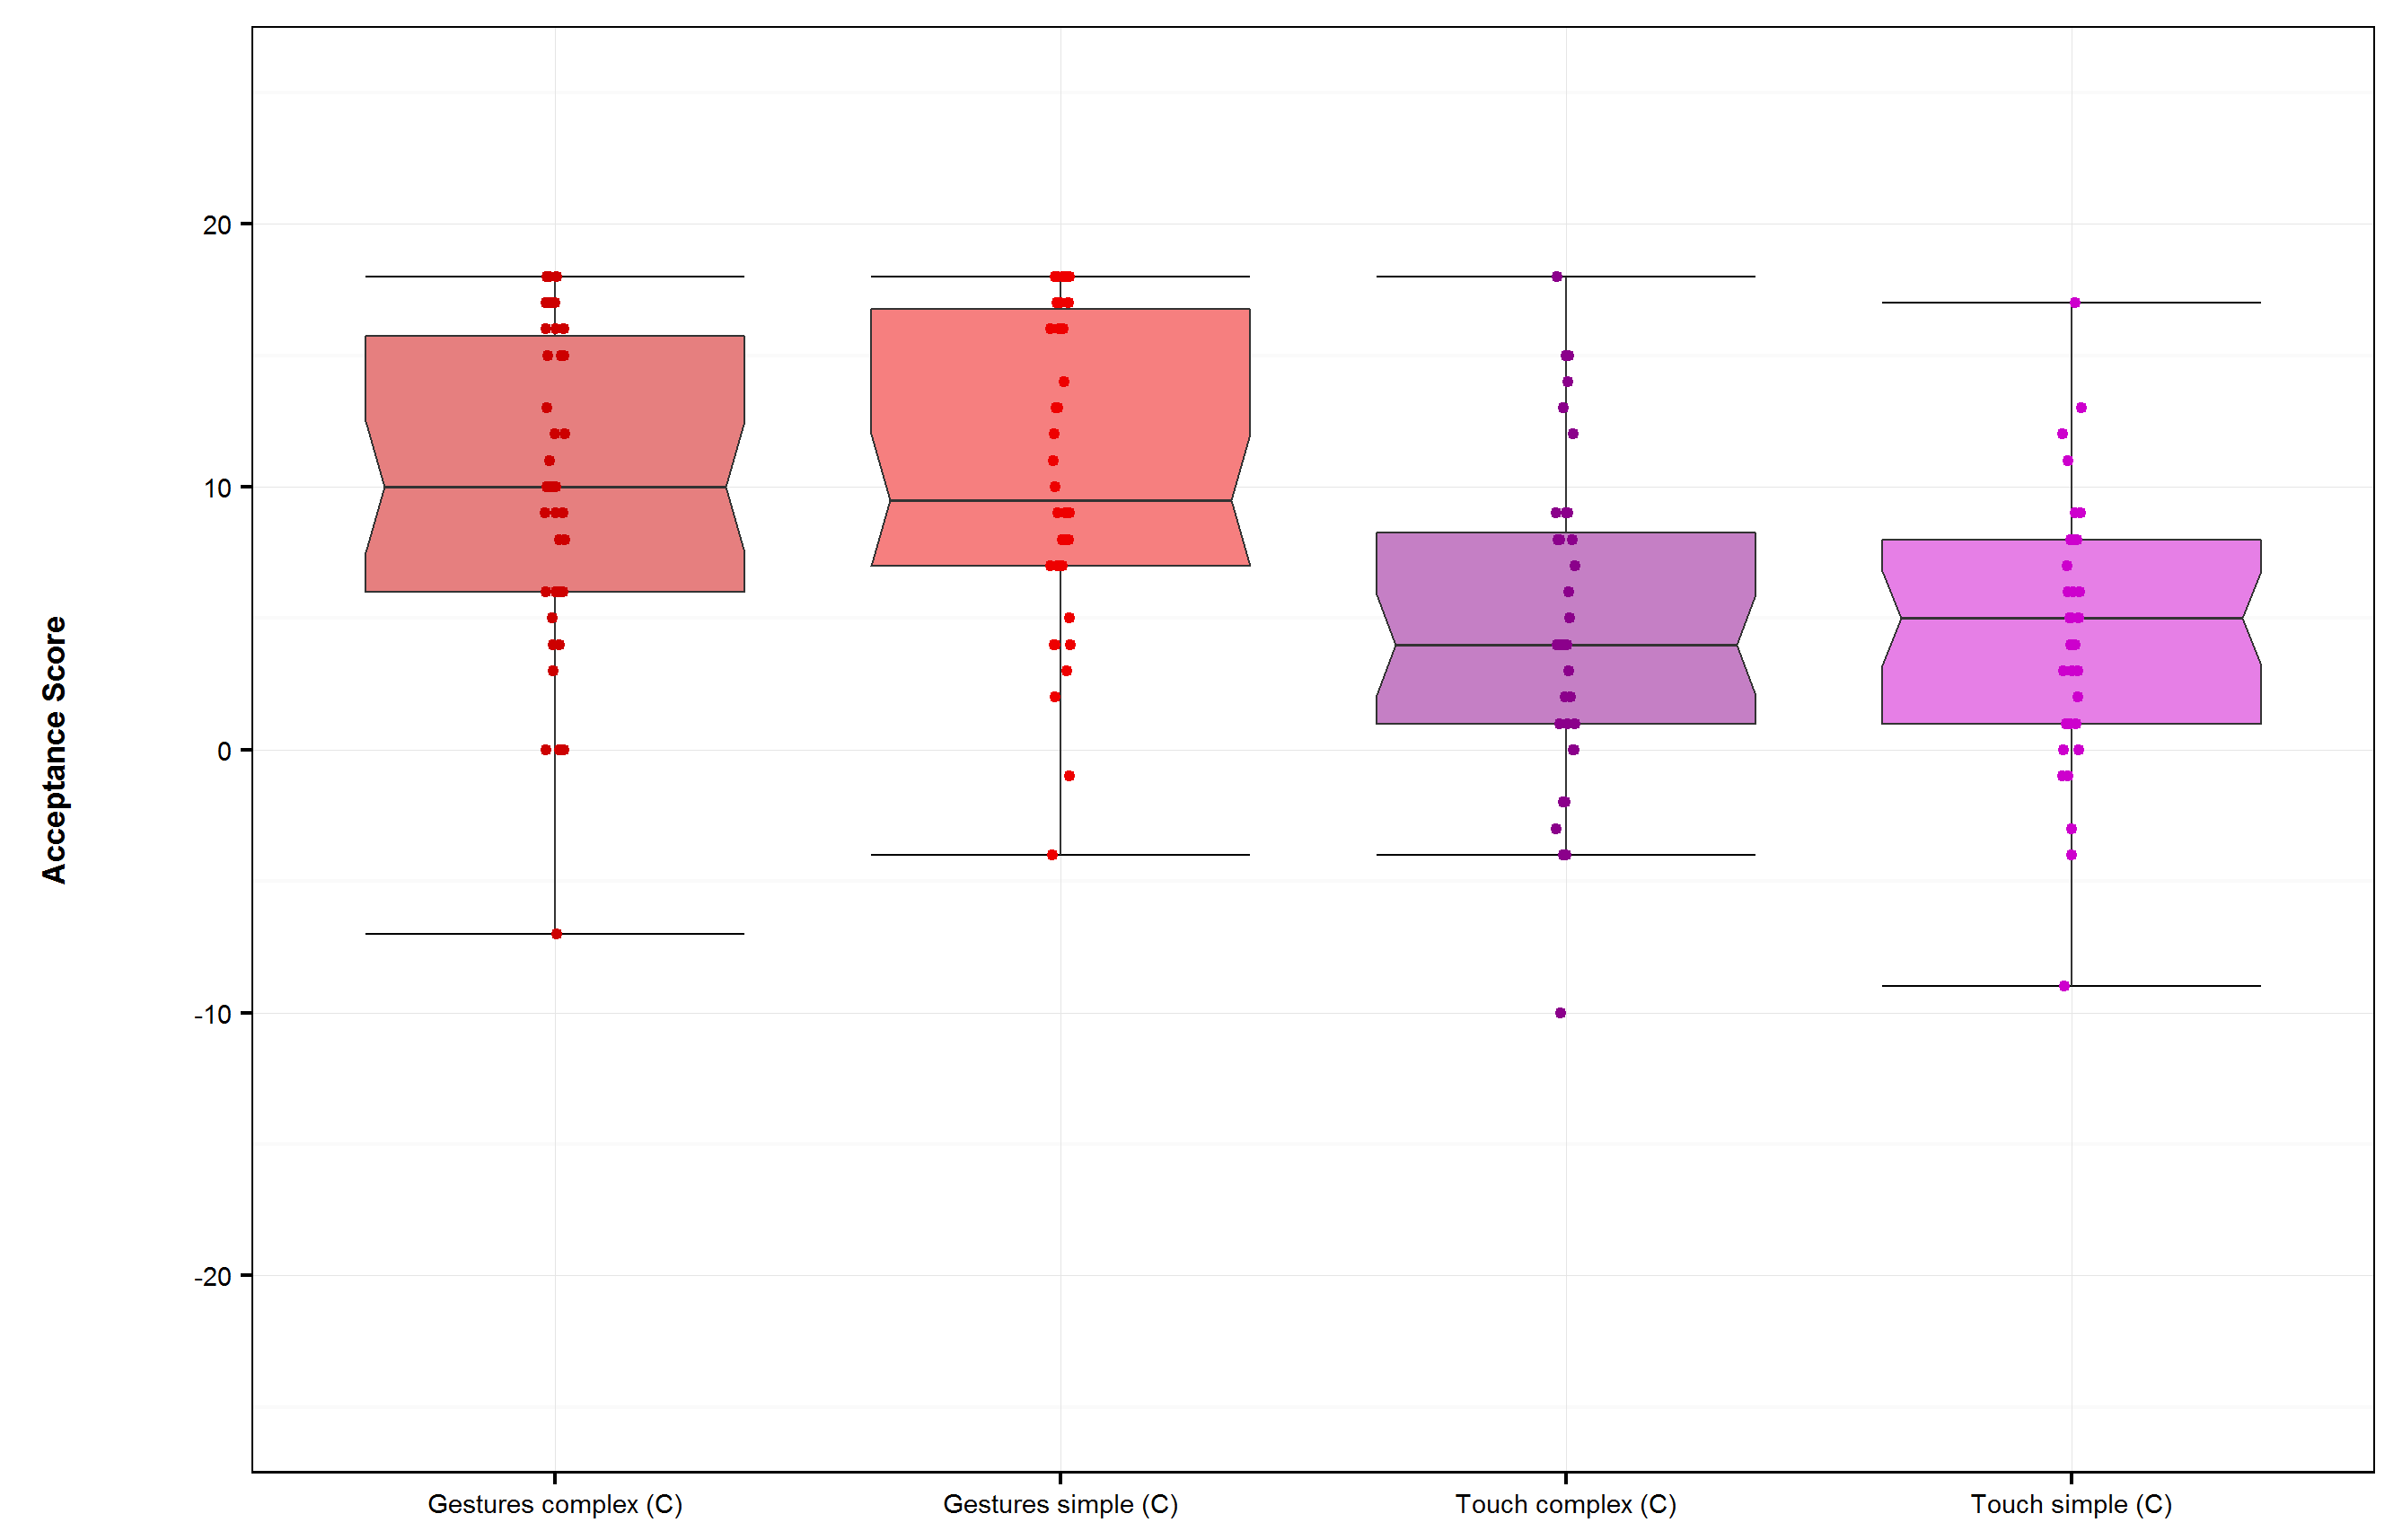 Acceptance Score
20
10
0
-10
-20
Gestures complex (C)
Gestures simple (C)
Touch complex (C)
Touch simple (C)